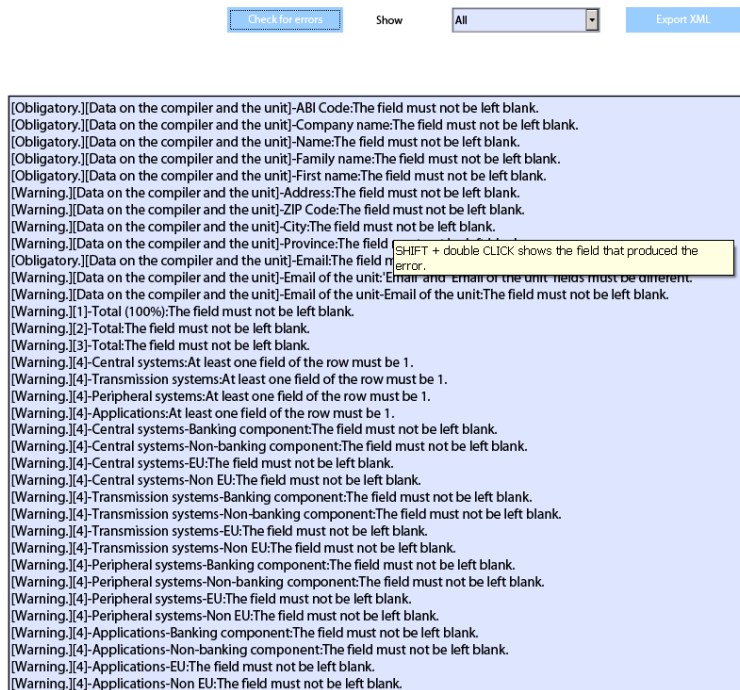 Check for errors Show All Export XML
[Obligatory.][Data on the compiler and the unit]-ABI Code:The field must not be left blank.
[Obligatory.][Data on the compiler and the unit]-Company name:The field must not be left blank.
[Obligatory.][Data on the compiler and the unit]-Name:The field must not be left blank.
[Obligatory.][Data on the compiler and the unit]-Family name:The field must not be left blank.
[Obligatory.][Data on the compiler and the unit]-First name:The field must not be left blank.
[Warning.][Data on the compiler and the unit]-Address:The field must not be left blank.
[Warning.][Data on the compiler and the unit]-ZIP Code:The field must not be left blank.
[Warning.][Data on the compiler and the unit]-City:The field must not be left blank.
[Warning.][Data on the compiler and the unit]-Province:The field
SHIFT + double CLICK shows the field that produced the
error.
[Obligatory.][Data on the compiler and the unit]-Email:The field
[Warning.][Data on the compiler and the unit]-Email of the unit:'Email' and 'Email of the unit' fields must be different.
[Warning.][Data on the compiler and the unit]-Email of the unit-Email of the unit:The field must not be left blank.
[Warning.][1]-Total (100%):The field must not be left blank.
[Warning.][2]-Total:The field must not be left blank.
[Warning.][3]-Total:The field must not be left blank.
[Warning.][4]-Central systems:At least one field of the row must be 1.
[Warning.][4]-Transmission systems:At least one field of the row must be 1.
[Warning.][4]-Peripheral systems:At least one field of the row must be 1.
[Warning.][4]-Applications:At least one field of the row must be 1.
[Warning.][4]-Central systems-Banking component:The field must not be left blank.
[Warning.][4]-Central systems-Non-banking component:The field must not be left blank.
[Warning.][4]-Central systems-EU:The field must not be left blank.
[Warning.][4]-Central systems-Non EU:The field must not be left blank.
[Warning.][4]-Transmission systems-Banking component:The field must not be left blank.
[Warning.][4]-Transmission systems-Non-banking component:The field must not be left blank.
[Warning.][4]-Transmission systems-EU:The field must not be left blank.
[Warning.][4]-Transmission systems-Non EU:The field must not be left blank.
[Warning.][4]-Peripheral systems-Banking component:The field must not be left blank.
[Warning.][4]-Peripheral systems-Non-banking component:The field must not be left blank.
[Warning.][4]-Peripheral systems-EU:The field must not be left blank.
[Warning.][4]-Peripheral systems-Non EU:The field must not be left blank.
[Warning.][4]-Applications-Banking component:The field must not be left blank.
[Warning.][4]-Applications-Non-banking component:The field must not be left blank.
[Warning.][4]-Applications-EU:The field must not be left blank.
[Warning.][4]-Applications-Non EU:The field must not be left blank.